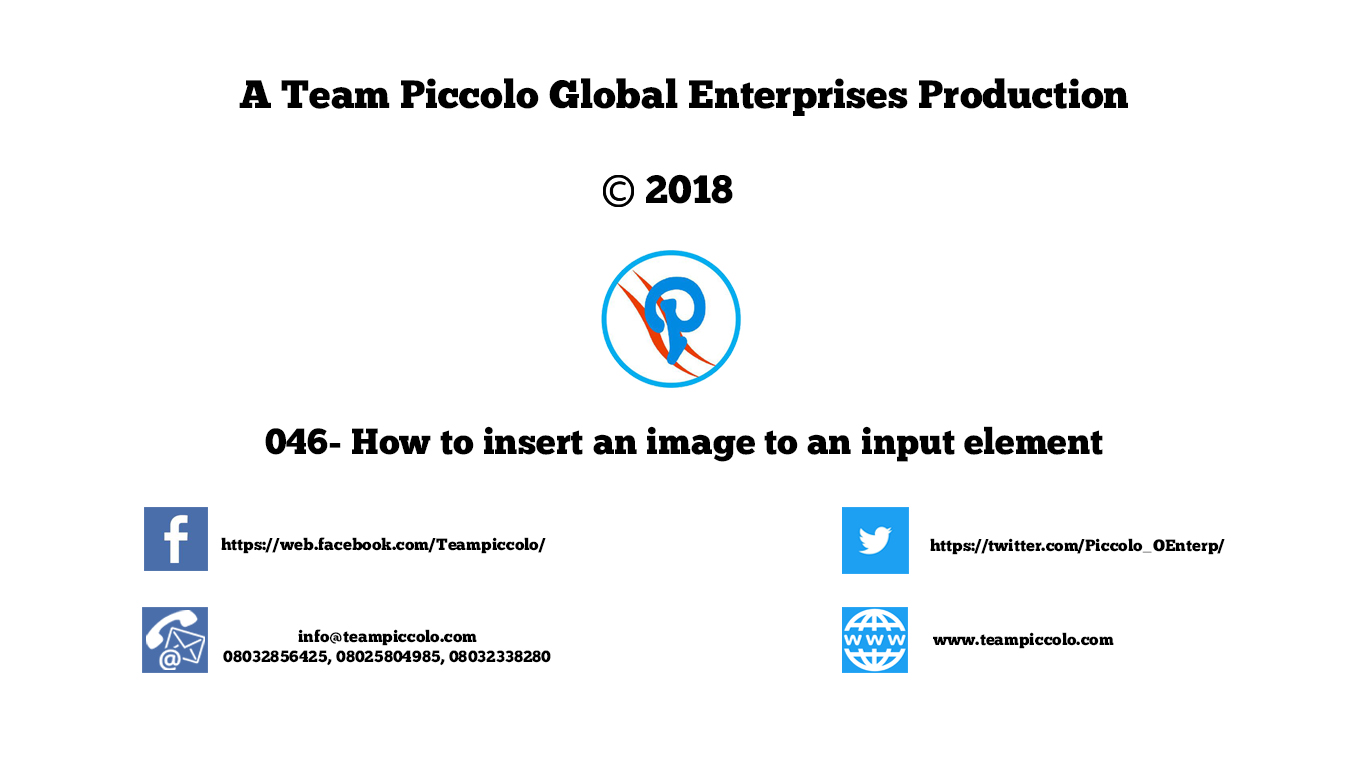 A Team Piccolo Global Enterprises Production
© 2018
P
046- How to insert an image to an input element
f
https://web.facebook.com/Teampiccolo/
https://twitter.com/Piccolo_OEnterp/
@
info@teampiccolo.com
08032856425, 08025804985, 08032338280
WWW
www.teampiccolo.com